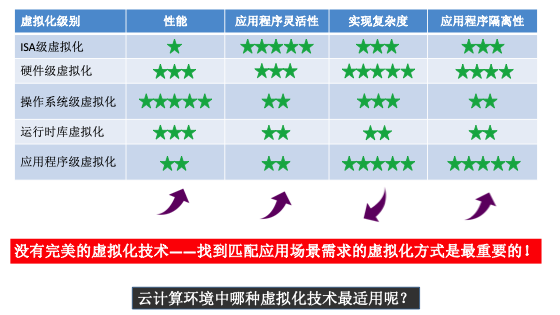 虚拟化级别 性能 应用程序灵活性 实现复杂度 应用程序隔离性
ISA级虚拟化 ★ ★★★★★ ★★★ ★★★
硬件级虚拟化 ★★★ ★★★ ★★★★★ ★★★★
操作系统级虚拟化 ★★★★★ ★★ ★★★ ★★
运行时库虚拟化 ★★★ ★★ ★★ ★★
应用程序级虚拟化 ★★ ★★ ★★★★★ ★★★★★
没有完美的虚拟化技术——找到匹配应用场景需求的虚拟化方式是最重要的！
云计算环境中哪种虚拟化技术最适用呢？